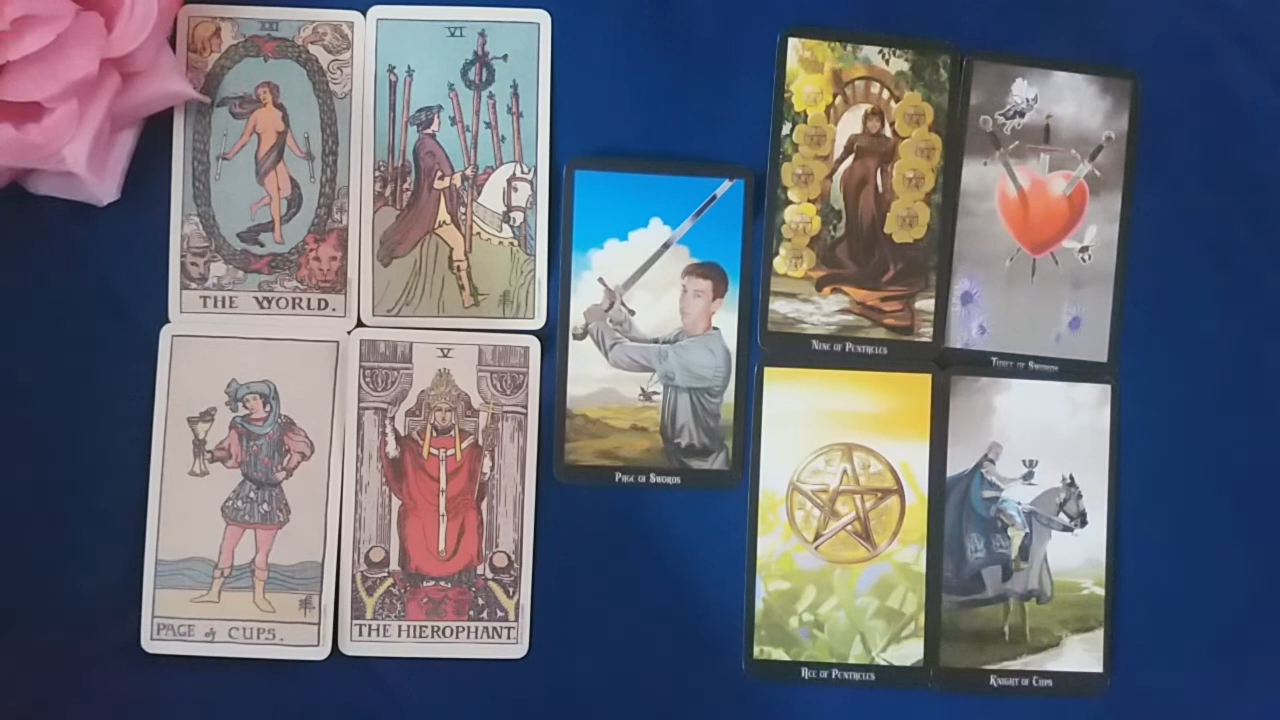 XXI
THE WORLD.
VI
PAGE of CUPS.
V
THE HIEROPHANT.
PAGE OF SWORDS
NINE OF PENTACLES
THREE OF SWORDS
ACE OF PENTACLES
KNIGHT OF CUPS